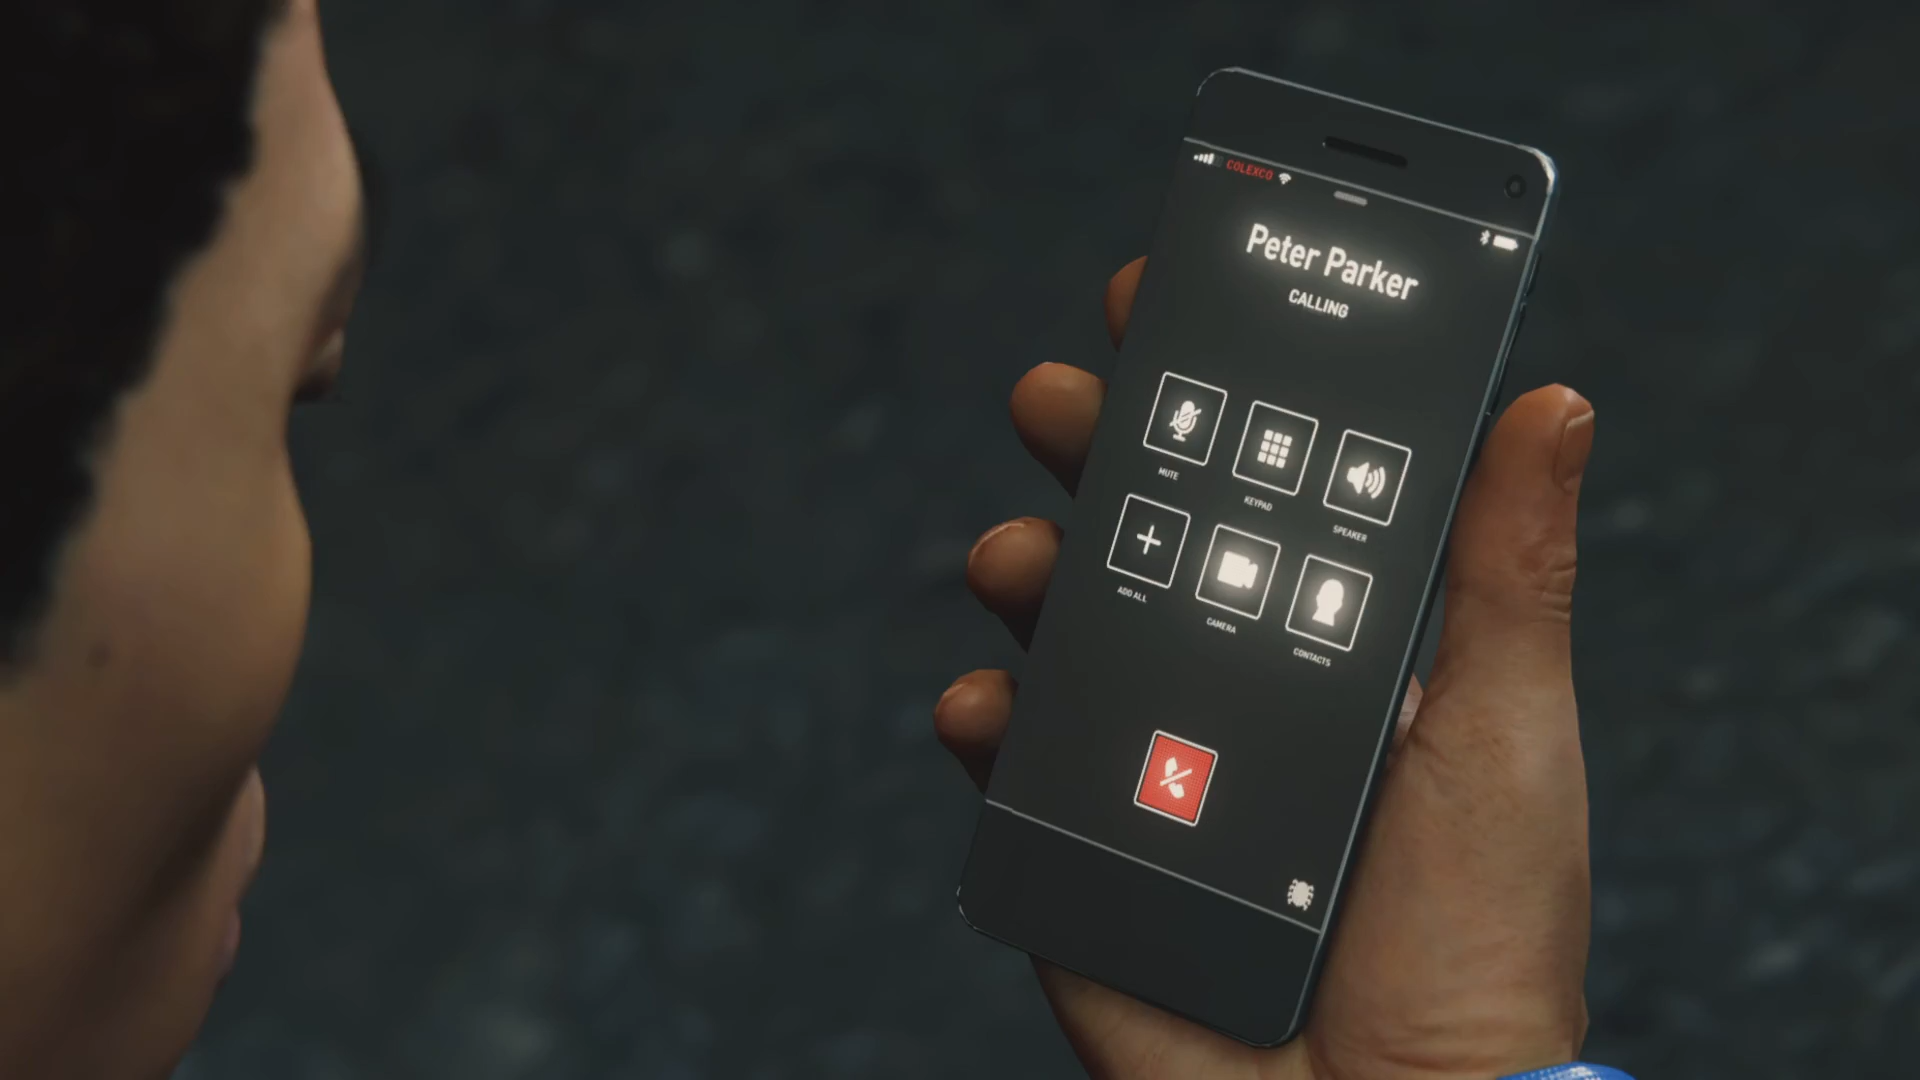 COLEXCO
Peter Parker
CALLING
MUTE
KEYPAD
SPEAKER
ADD ALL
CAMERA
CONTACTS